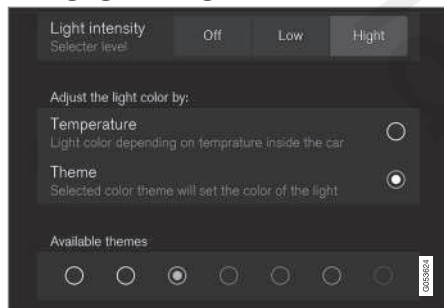 Light intensity
Selecter level
Off
Low
Hight
Adjust the light color by:
Temperature
Light color depending on temprature inside the car
Theme
Selected color theme will set the color of the light
Available themes
G053624